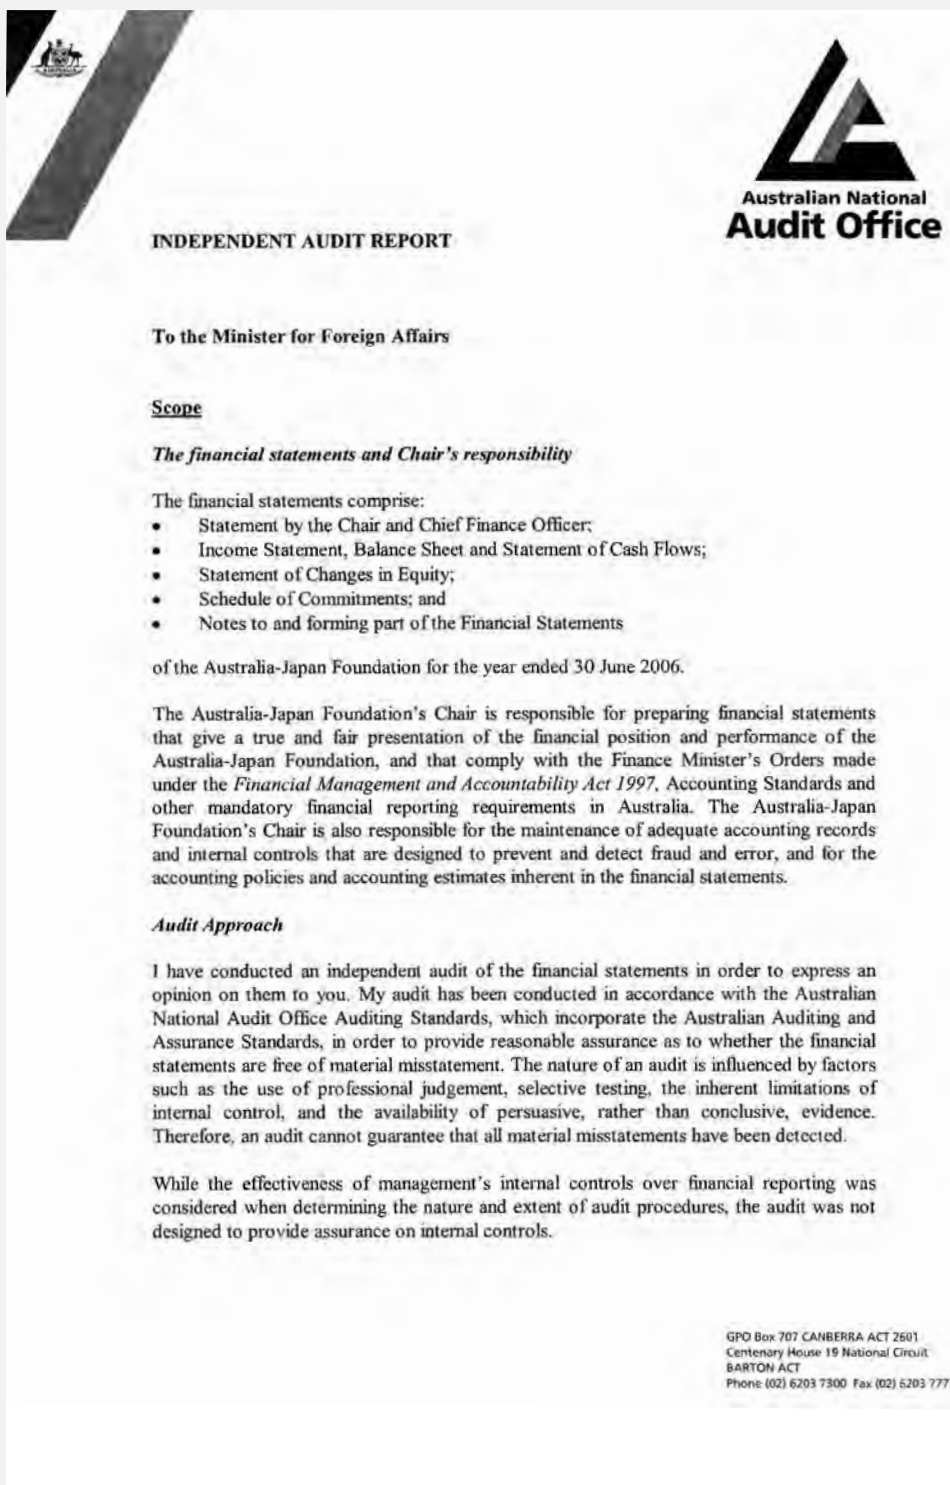 AUSTRALIA
Australian National
Audit Office
INDEPENDENT AUDIT REPORT
To the Minister for Foreign Affairs
Scope
The financial statements and Chair's responsibility
The financial statements comprise:
• Statement by the Chair and Chief Finance Officer;
• Income Statement, Balance Sheet and Statement of Cash Flows;
• Statement of Changes in Equity;
• Schedule of Commitments; and
• Notes to and forming part of the Financial Statements
of the Australia-Japan Foundation for the year ended 30 June 2006.
The Australia-Japan Foundation's Chair is responsible for preparing financial statements
that give a true and fair presentation of the financial position and performance of the
Australia-Japan Foundation, and that comply with the Finance Minister's Orders made
under the Financial Management and Accountability Act 1997, Accounting Standards and
other mandatory financial reporting requirements in Australia. The Australia-Japan
Foundation's Chair is also responsible for the maintenance of adequate accounting records
and internal controls that are designed to prevent and detect fraud and error, and for the
accounting policies and accounting estimates inherent in the financial statements.
Audit Approach
I have conducted an independent audit of the financial statements in order to express an
opinion on them to you. My audit has been conducted in accordance with the Australian
National Audit Office Auditing Standards, which incorporate the Australian Auditing and
Assurance Standards, in order to provide reasonable assurance as to whether the financial
statements are free of material misstatement. The nature of an audit is influenced by factors
such as the use of professional judgement, selective testing, the inherent limitations of
internal control, and the availability of persuasive, rather than conclusive, evidence.
Therefore, an audit cannot guarantee that all material misstatements have been detected.
While the effectiveness of management's internal controls over financial reporting was
considered when determining the nature and extent of audit procedures, the audit was not
designed to provide assurance on internal controls.
GPO Box 707 CANBERRA ACT 2601
Centenary House 19 National Circuit
BARTON ACT
Phone (02) 6203 7300 Fax (02) 6203 777